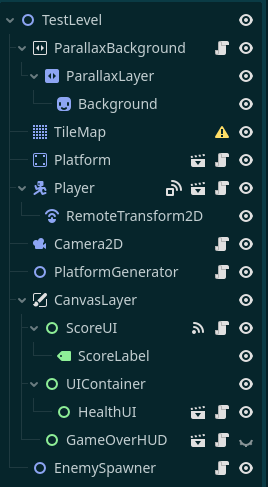 TestLevel
ParallaxBackground
ParallaxLayer
Background
TileMap
Platform
Player
RemoteTransform2D
Camera2D
PlatformGenerator
CanvasLayer
ScoreUI
ScoreLabel
UIContainer
HealthUI
GameOverHUD
EnemySpawner